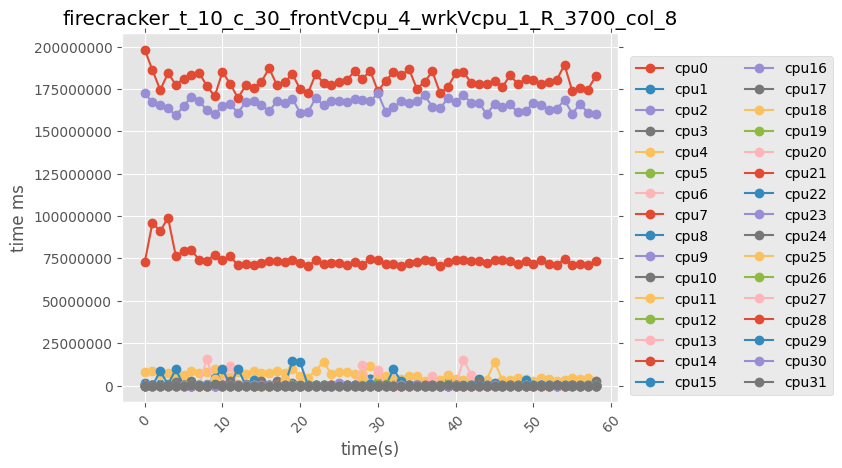 firecracker_t_10_c_30_frontVcpu_4_wrkVcpu_1_R_3700_col_8
time ms
200000000
175000000
150000000
125000000
100000000
75000000
50000000
25000000
0
0
10
20
30
40
50
60
time(s)
cpu0
cpu1
cpu2
cpu3
cpu4
cpu5
cpu6
cpu7
cpu8
cpu9
cpu10
cpu11
cpu12
cpu13
cpu14
cpu15
cpu16
cpu17
cpu18
cpu19
cpu20
cpu21
cpu22
cpu23
cpu24
cpu25
cpu26
cpu27
cpu28
cpu29
cpu30
cpu31